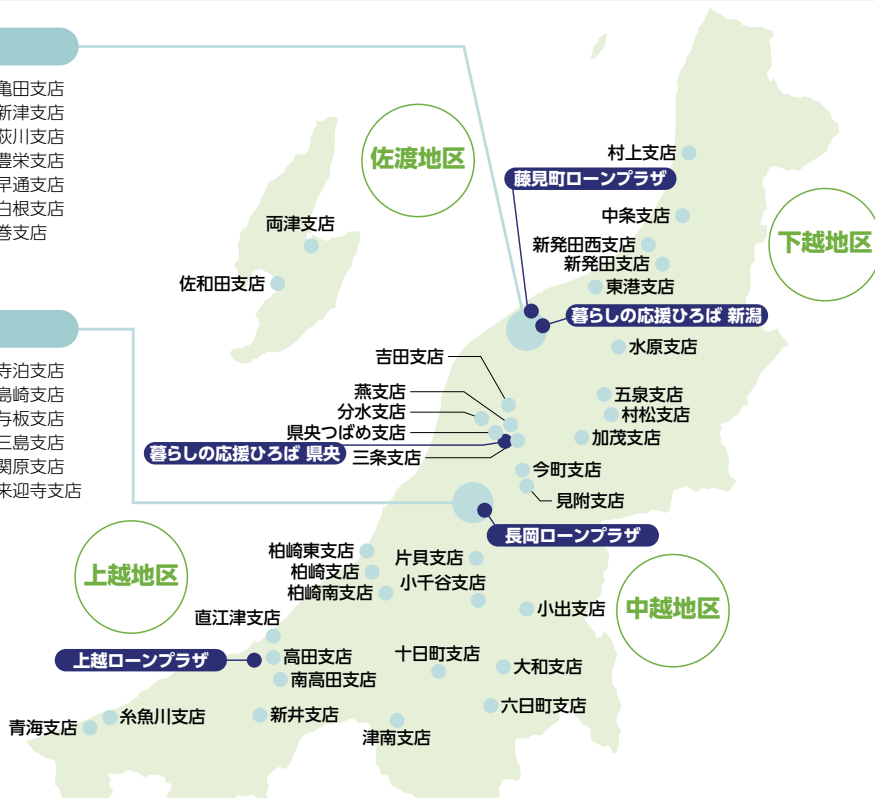 亀田支店
新津支店
荻川支店
豊栄支店
早通支店
白根支店
巻支店
寺泊支店
島崎支店
与板支店
三島支店
関原支店
来迎寺支店
佐渡地区
両津支店
佐和田支店
村上支店
藤見町ローンプラザ
中条支店
下越地区
新発田西支店
新発田支店
東港支店
暮らしの応援ひろば 新潟
水原支店
吉田支店
燕支店
分水支店
県央つばめ支店
暮らしの応援ひろば 県央
三条支店
五泉支店
村松支店
加茂支店
今町支店
見附支店
長岡ローンプラザ
上越地区
柏崎東支店
柏崎支店
柏崎南支店
片貝支店
小千谷支店
小出支店
中越地区
直江津支店
上越ローンプラザ
高田支店
南高田支店
十日町支店
大和支店
六日町支店
青海支店
糸魚川支店
新井支店
津南支店